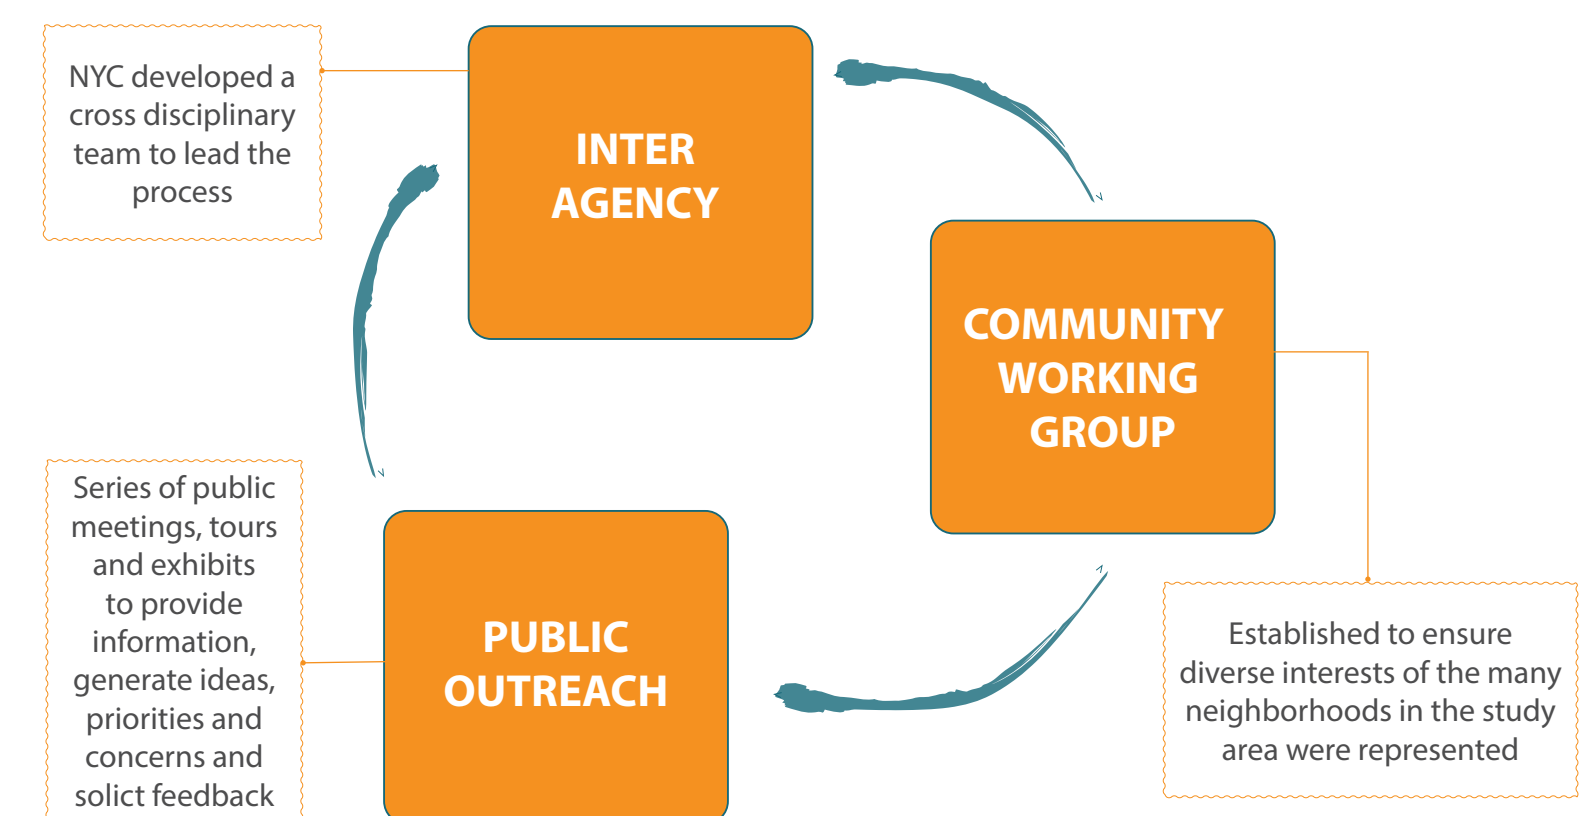 NYC developed a
cross disciplinary
team to lead the
process
INTER
AGENCY
COMMUNITY
WORKING
GROUP
Established to ensure
diverse interests of the many
neighborhoods in the study
area were represented
PUBLIC
OUTREACH
Series of public
meetings, tours
and exhibits
to provide
information,
generate ideas,
priorities and
concerns and
solict feedback